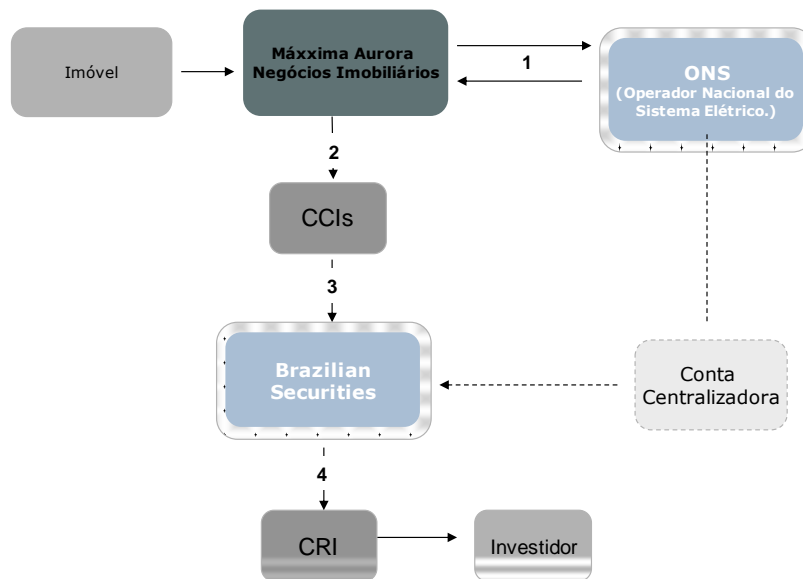 Imóvel
Máxxima Aurora
Negócios Imobiliários
1
ONS
(Operador Nacional do
Sistema Elétrico.)
2
CCIs
3
Brazilian
Securities
Conta
Centralizadora
4
CRI
Investidor